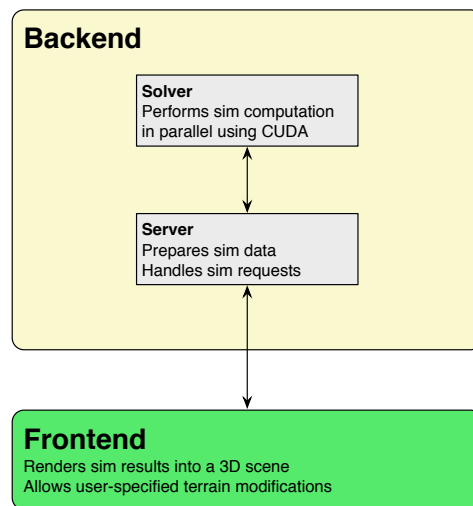 Backend
Solver
Performs sim computation
in parallel using CUDA
Server
Prepares sim data
Handles sim requests
Frontend
Renders sim results into a 3D scene
Allows user-specified terrain modifications